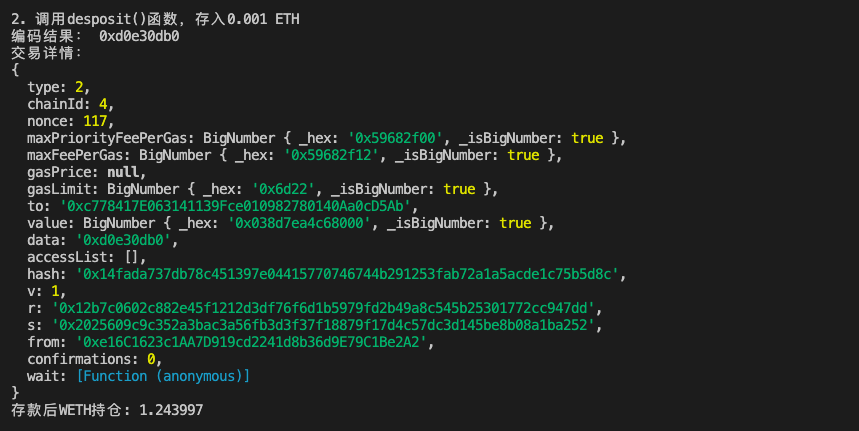 2. 调用desposit()函数, 存入0.001 ETH
编码结果: 0xd0e30db0
交易详情:
{
  type: 2,
  chainId: 4,
  nonce: 117,
  maxPriorityFeePerGas: BigNumber { _hex: '0x59682f00', _isBigNumber: true },
  maxFeePerGas: BigNumber { _hex: '0x59682f12', _isBigNumber: true },
  gasPrice: null,
  gasLimit: BigNumber { _hex: '0x6d22', _isBigNumber: true },
  to: '0xc778417E063141139Fce010982780140Aa0cD5Ab',
  value: BigNumber { _hex: '0x038d7ea4c68000', _isBigNumber: true },
  data: '0xd0e30db0',
  accessList: [],
  hash: '0x14fada737db78c451397e04415770746744b291253fab72a1a5acde1c75b5d8c',
  v: 1,
  r: '0x12b7c0602c882e45f1212d3df76f6d1b5979fd2b49a8c545b25301772cc947dd',
  s: '0x2025609c9c352a3bac3a56fb3d3f37f18879f17d4c57dc3d145be8b08a1ba252',
  from: '0xe16C1623c1AA7D919cd2241d8b36d9E79C1Be2A2',
  confirmations: 0,
  wait: [Function (anonymous)]
}
存款后WETH持仓: 1.243997